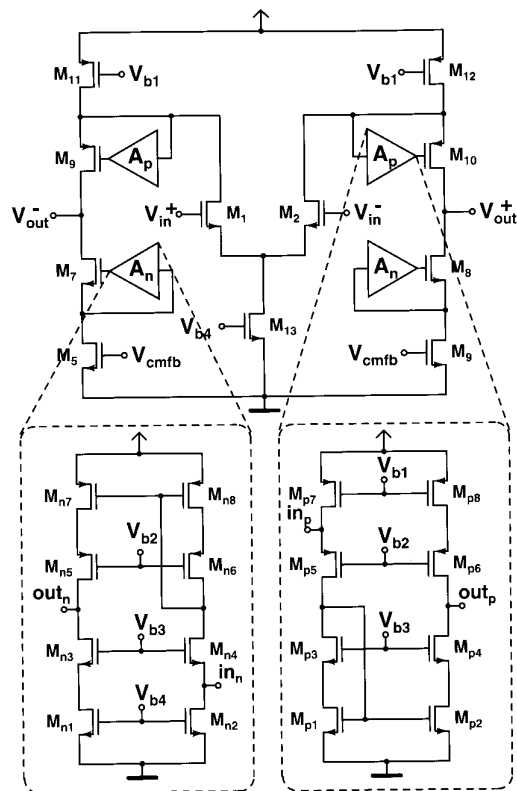 M11 Vb1 Vb1 M12
M9 Ap Ap M10
Vout- Vin+ M1 M2 Vin- Vout+
M7 An An M8
Vb4 M13
M5 Vcmfb Vcmfb M9
Mn7 Mn8
Vb2
Mn5 Mn6
outn
Vb3
Mn3 Mn4
inn
Vb4
Mn1 Mn2
Vb1
Mp7 Mp8
inp
Vb2
Mp5 Mp6
outp
Vb3
Mp3 Mp4
Mp1 Mp2